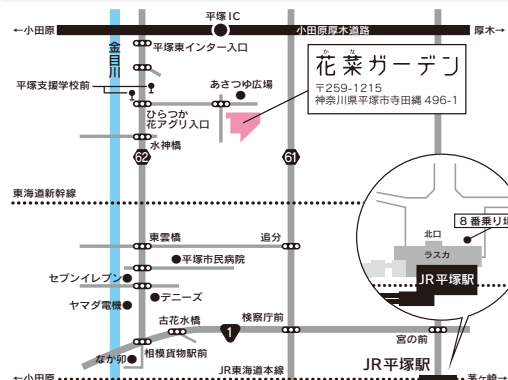 平塚IC
←小田原
小田原厚木道路
厚木→
金目川
平塚東インター入口
平塚支援学校前
あさつゆ広場
か な
花菜ガーデン
〒259-1215
神奈川県平塚市寺田縄 496-1
ひらつか
花アグリ入口
水神橋
62
61
東海道新幹線
8 番乗り場
北口
ラスカ
JR平塚駅
東雲橋
追分
平塚市民病院
セブンイレブン
デニーズ
ヤマダ電機
古花水橋
1
検察庁前
宮の前
相模貨物駅前
なか卯
JR平塚駅
←小田原
JR東海道本線
茅ヶ崎→